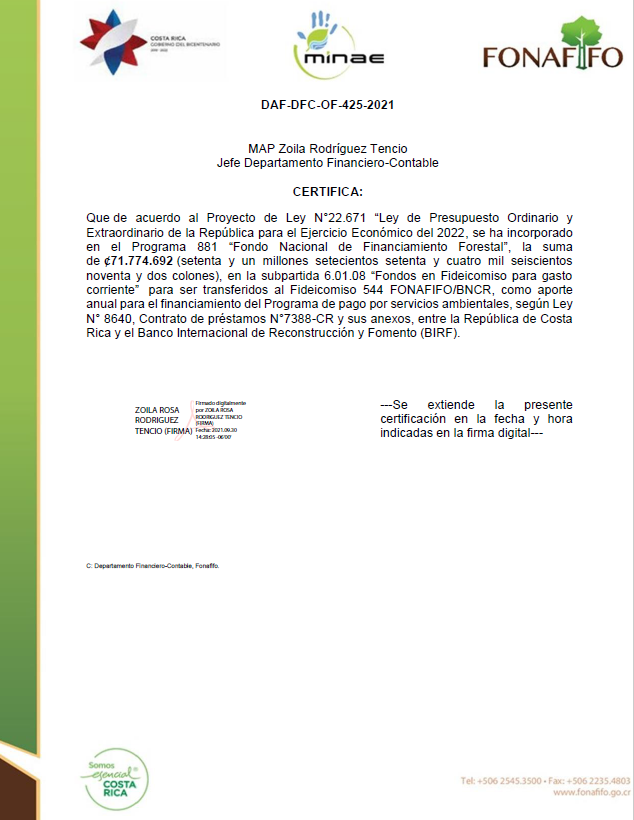 COSTA RICA
GOBIERNO DEL BICENTENARIO
2018 - 2022
minae
FONAFIFO
DAF-DFC-OF-425-2021
MAP Zoila Rodríguez Tencio
Jefe Departamento Financiero-Contable
CERTIFICA:
Que de acuerdo al Proyecto de Ley N°22.671 “Ley de Presupuesto Ordinario y
Extraordinario de la República para el Ejercicio Económico del 2022, se ha incorporado
en el Programa 881 “Fondo Nacional de Financiamiento Forestal”, la suma
de ₡71.774.692 (setenta y un millones setecientos setenta y cuatro mil seiscientos
noventa y dos colones), en la subpartida 6.01.08 “Fondos en Fideicomiso para gasto
corriente” para ser transferidos al Fideicomiso 544 FONAFIFO/BNCR, como aporte
anual para el financiamiento del Programa de pago por servicios ambientales, según Ley
N° 8640, Contrato de préstamos N°7388-CR y sus anexos, entre la República de Costa
Rica y el Banco Internacional de Reconstrucción y Fomento (BIRF).
ZOILA ROSA
RODRIGUEZ
TENCIO (FIRMA)
Firmado digitalmente
por ZOILA ROSA
RODRIGUEZ TENCIO
(FIRMA)
Fecha: 2021.09.30
14:28:05 -06'00'
---Se extiende la presente
certificación en la fecha y hora
indicadas en la firma digital---
C: Departamento Financiero-Contable, Fonafifo.
Somos
esencial
COSTA
RICA
Tel: +506 2545.3500 • Fax: +506 2235.4803
www.fonafifo.go.cr